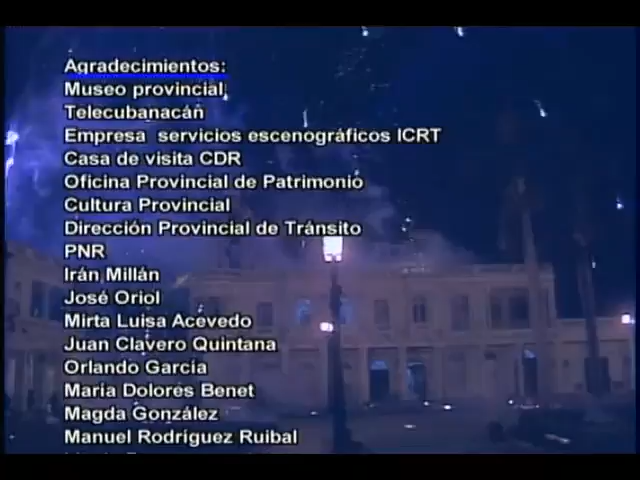 Agradecimientos:
Museo provincial
Telecubanacán
Empresa servicios escenográficos ICRT
Casa de visita CDR
Oficina Provincial de Patrimonio
Cultura Provincial
Dirección Provincial de Tránsito
PNR
Irán Millán
José Oriol
Mirta Luisa Acevedo
Juan Clavero Quintana
Orlando García
María Dolores Benet
Magda González
Manuel Rodríguez Ruibal